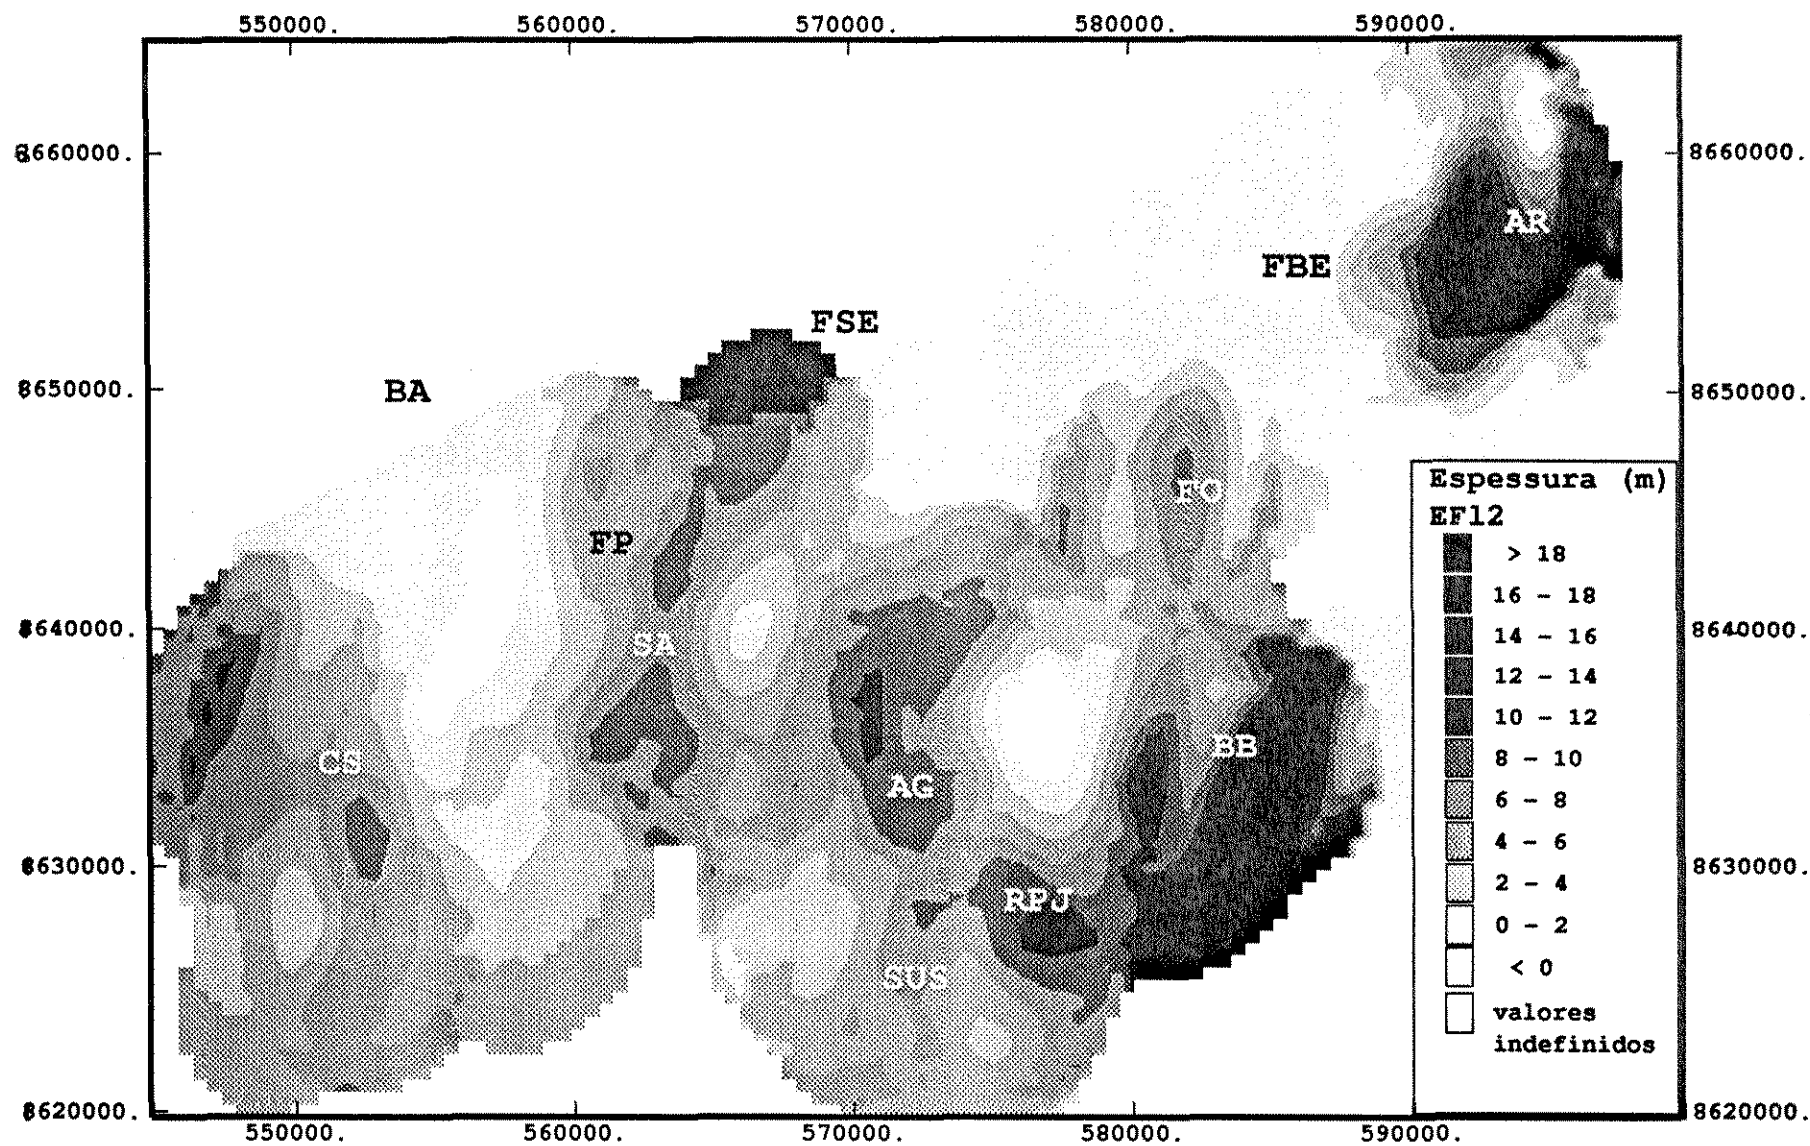 550000. 560000. 570000. 580000. 590000.
8660000. 8660000.
AR
FBE
FSE
BA
8650000. 8650000.
Espessura (m)
FO
EF12
FP
> 18
16 - 18
8640000. 8640000.
SA
14 - 16
12 - 14
10 - 12
BB
CS
8 - 10
AG
6 - 8
4 - 6
8630000. 8630000.
2 - 4
RPJ
0 - 2
< 0
SUS
valores
indefinidos
8620000. 8620000.
550000. 560000. 570000. 580000. 590000.